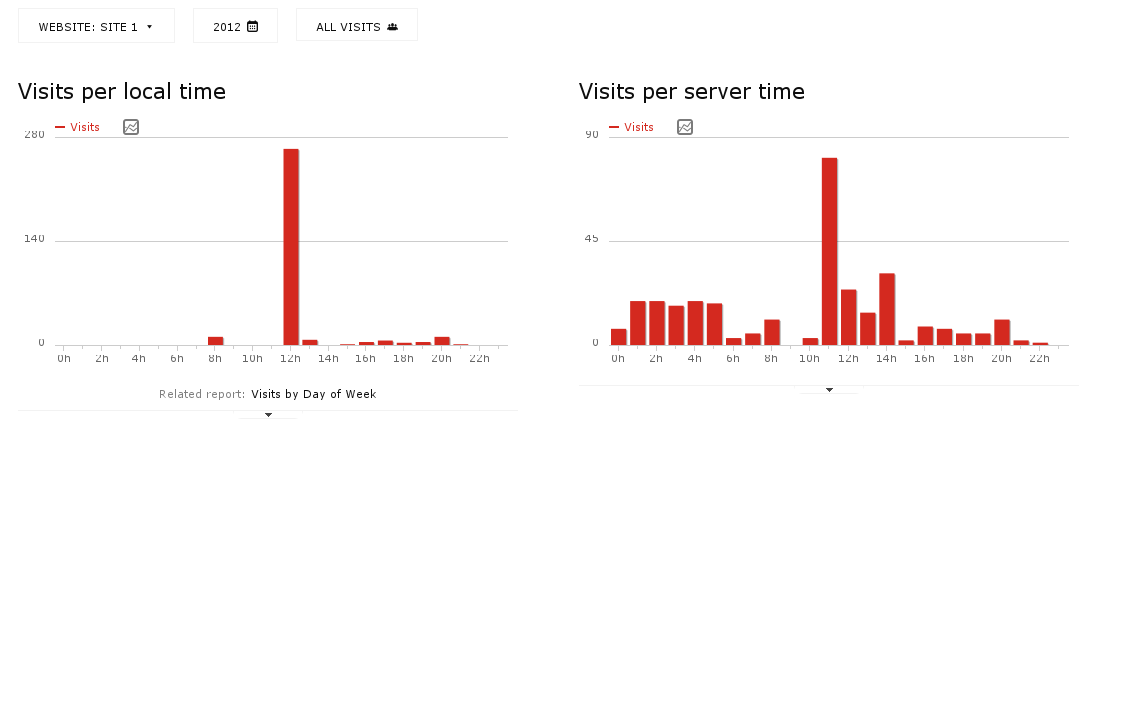 WEBSITE: SITE 1
2012
ALL VISITS
Visits per local time
Visits
280
140
0
0h 2h 4h 6h 8h 10h 12h 14h 16h 18h 20h 22h
Related report: Visits by Day of Week
Visits per server time
Visits
90
45
0
0h 2h 4h 6h 8h 10h 12h 14h 16h 18h 20h 22h